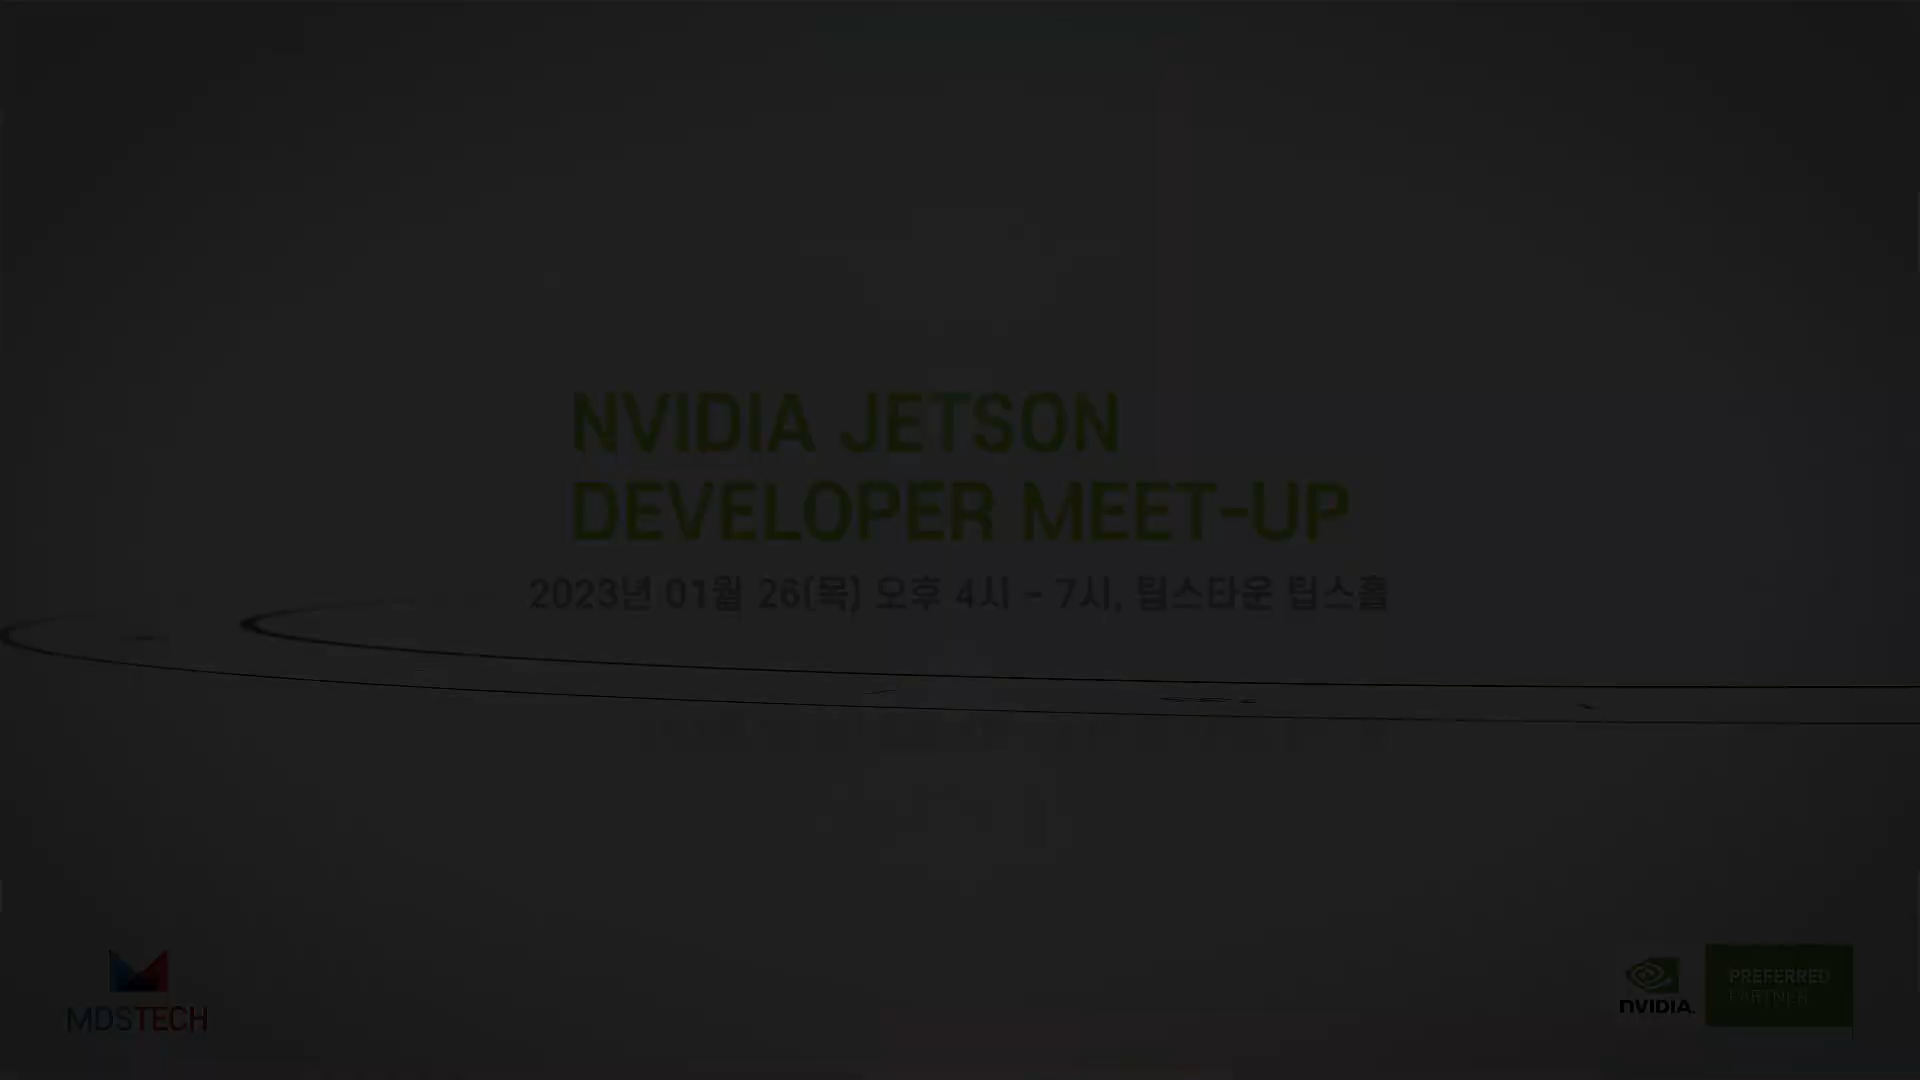 NVIDIA JETSON
DEVELOPER MEET-UP
2023년 01월 26(목) 오후 4시 - 7시, 팁스타운 팁스홀
MDSTECH
NVIDIA.
PREFERRED
PARTNER